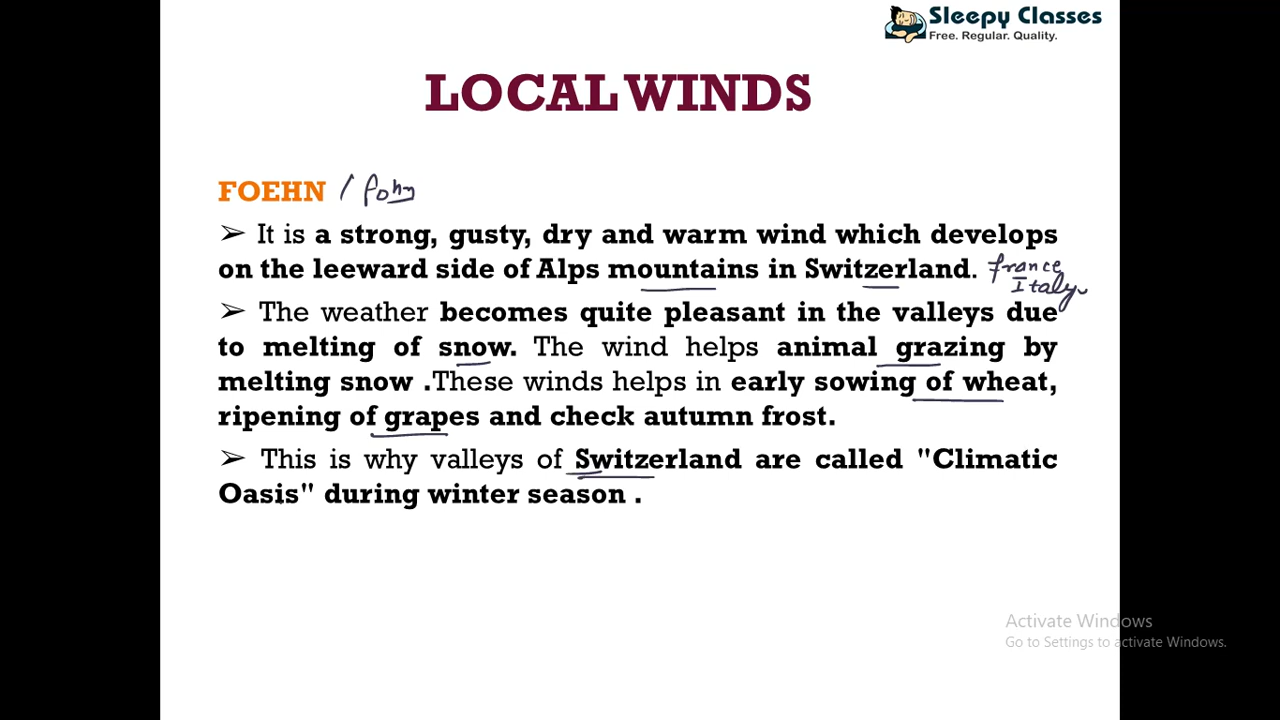 Sleepy Classes
Free. Regular. Quality.
LOCAL WINDS
FOEHN / Fohn
➢ It is a strong, gusty, dry and warm wind which develops
on the leeward side of Alps mountains in Switzerland. france
Italy.
➢ The weather becomes quite pleasant in the valleys due
to melting of snow. The wind helps animal grazing by
melting snow .These winds helps in early sowing of wheat,
ripening of grapes and check autumn frost.
➢ This is why valleys of Switzerland are called "Climatic
Oasis" during winter season .
Activate Windows
Go to Settings to activate Windows.